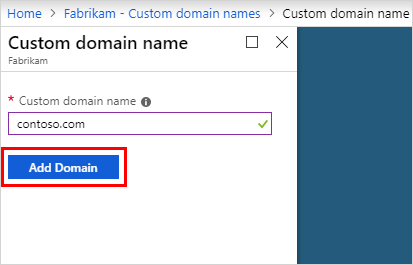 Home > Fabrikam - Custom domain names > Custom domain name
Custom domain name
Fabrikam
* Custom domain name
contoso.com
Add Domain